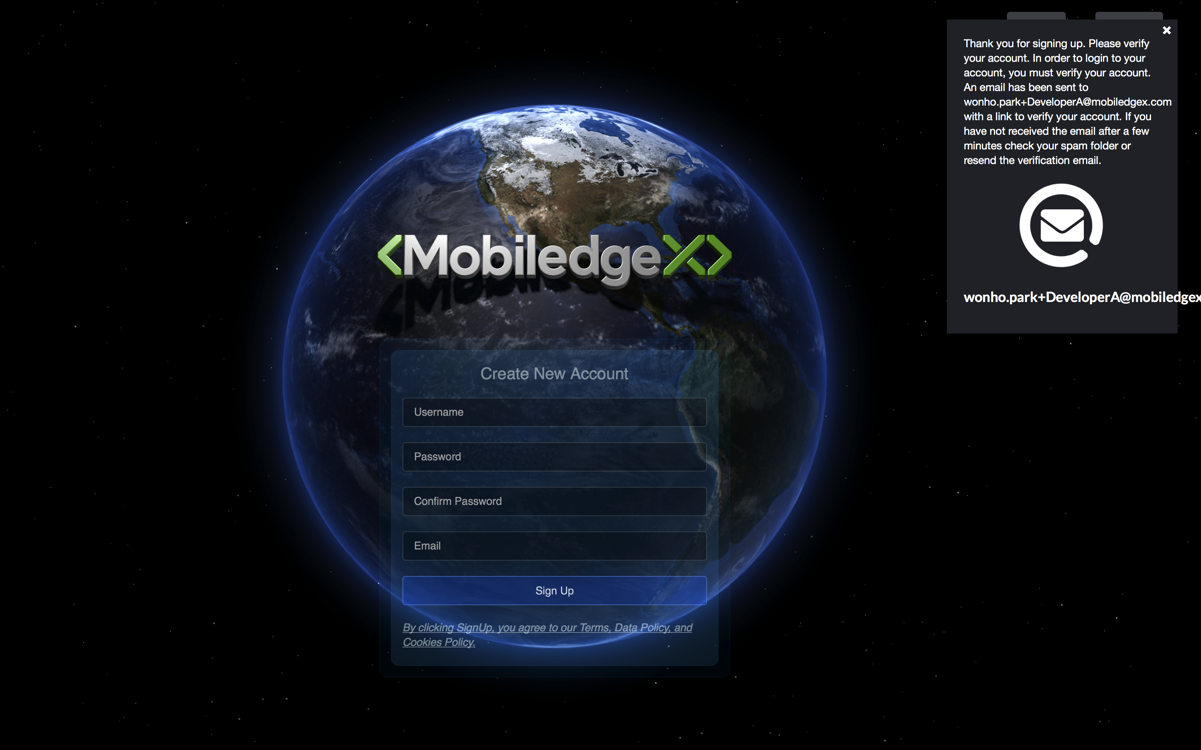 Thank you for signing up. Please verify
your account. In order to login to your
account, you must verify your account.
An email has been sent to
wonho.park+DeveloperA@mobiledgex.com
with a link to verify your account. If you
have not received the email after a few
minutes check your spam folder or
resend the verification email.
wonho.park+DeveloperA@mobiledgex
<MobiledgeX>
Create New Account
Username
Password
Confirm Password
Email
Sign Up
By clicking SignUp, you agree to our Terms, Data Policy, and
Cookies Policy.